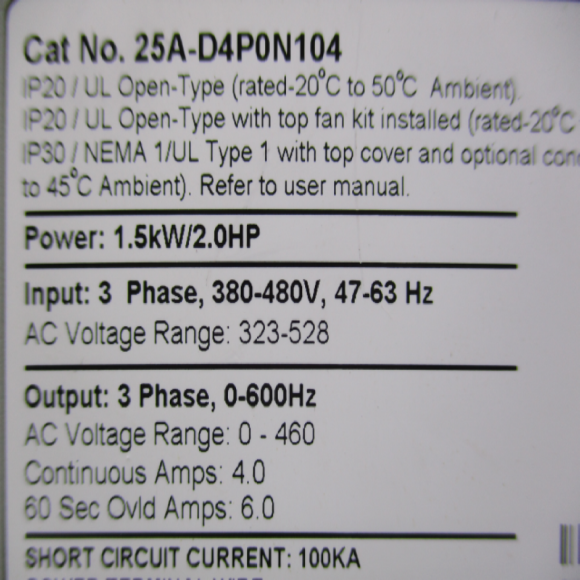 Cat No. 25A-D4P0N104
IP20 / UL Open-Type (rated-20°C to 50°C Ambient).
IP20 / UL Open-Type with top fan kit installed (rated-20°C
IP30 / NEMA 1/UL Type 1 with top cover and optional con
to 45°C Ambient). Refer to user manual.
Power: 1.5kW/2.0HP
Input: 3 Phase, 380-480V, 47-63 Hz
AC Voltage Range: 323-528
Output: 3 Phase, 0-600Hz
AC Voltage Range: 0 - 460
Continuous Amps: 4.0
60 Sec Ovld Amps: 6.0
SHORT CIRCUIT CURRENT: 100KA
POWER TERMINAL WIRE